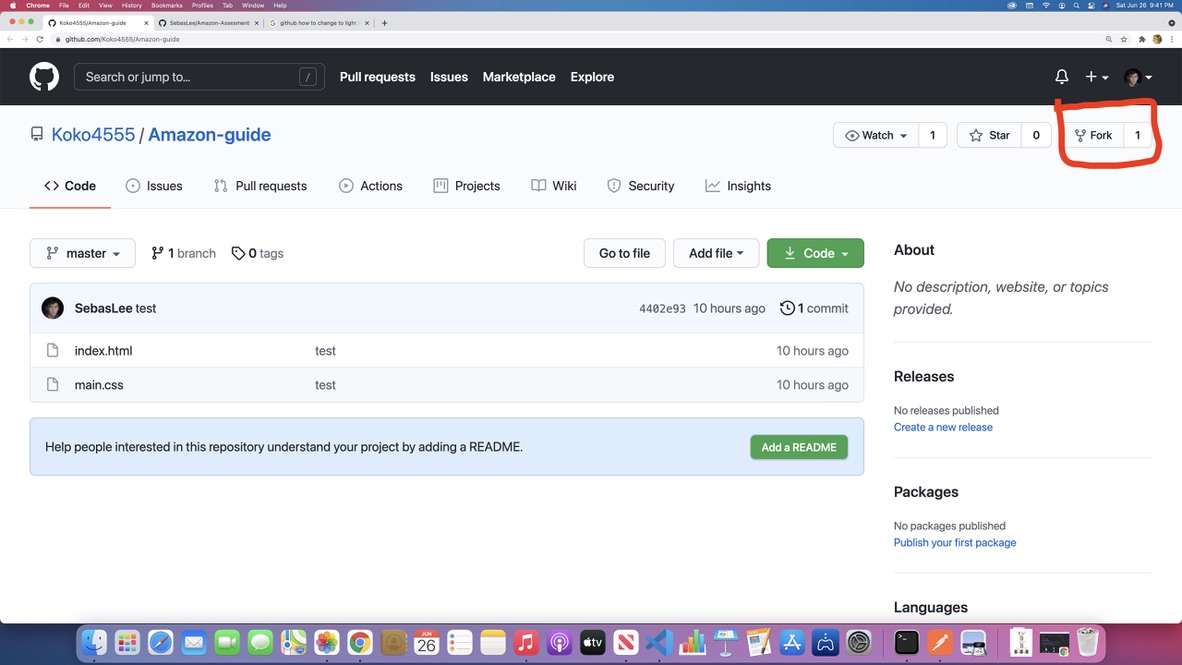 Chrome File Edit View History Bookmarks Profiles Tab Window Help Sat Jun 26 9:41 PM
Koko4555/Amazon-guide SebasLee/Amazon-Assesment github how to change to light
github.com/Koko4555/Amazon-guide
Search or jump to... / Pull requests Issues Marketplace Explore
Koko4555 / Amazon-guide Watch 1 Star 0 Fork 1
Code Issues Pull requests Actions Projects Wiki Security Insights
master 1 branch 0 tags Go to file Add file Code
SebasLee test 4402e93 10 hours ago 1 commit
index.html test 10 hours ago
main.css test 10 hours ago
Help people interested in this repository understand your project by adding a README. Add a README
About
No description, website, or topics
provided.
Releases
No releases published
Create a new release
Packages
No packages published
Publish your first package
Languages
JUN
26
tv